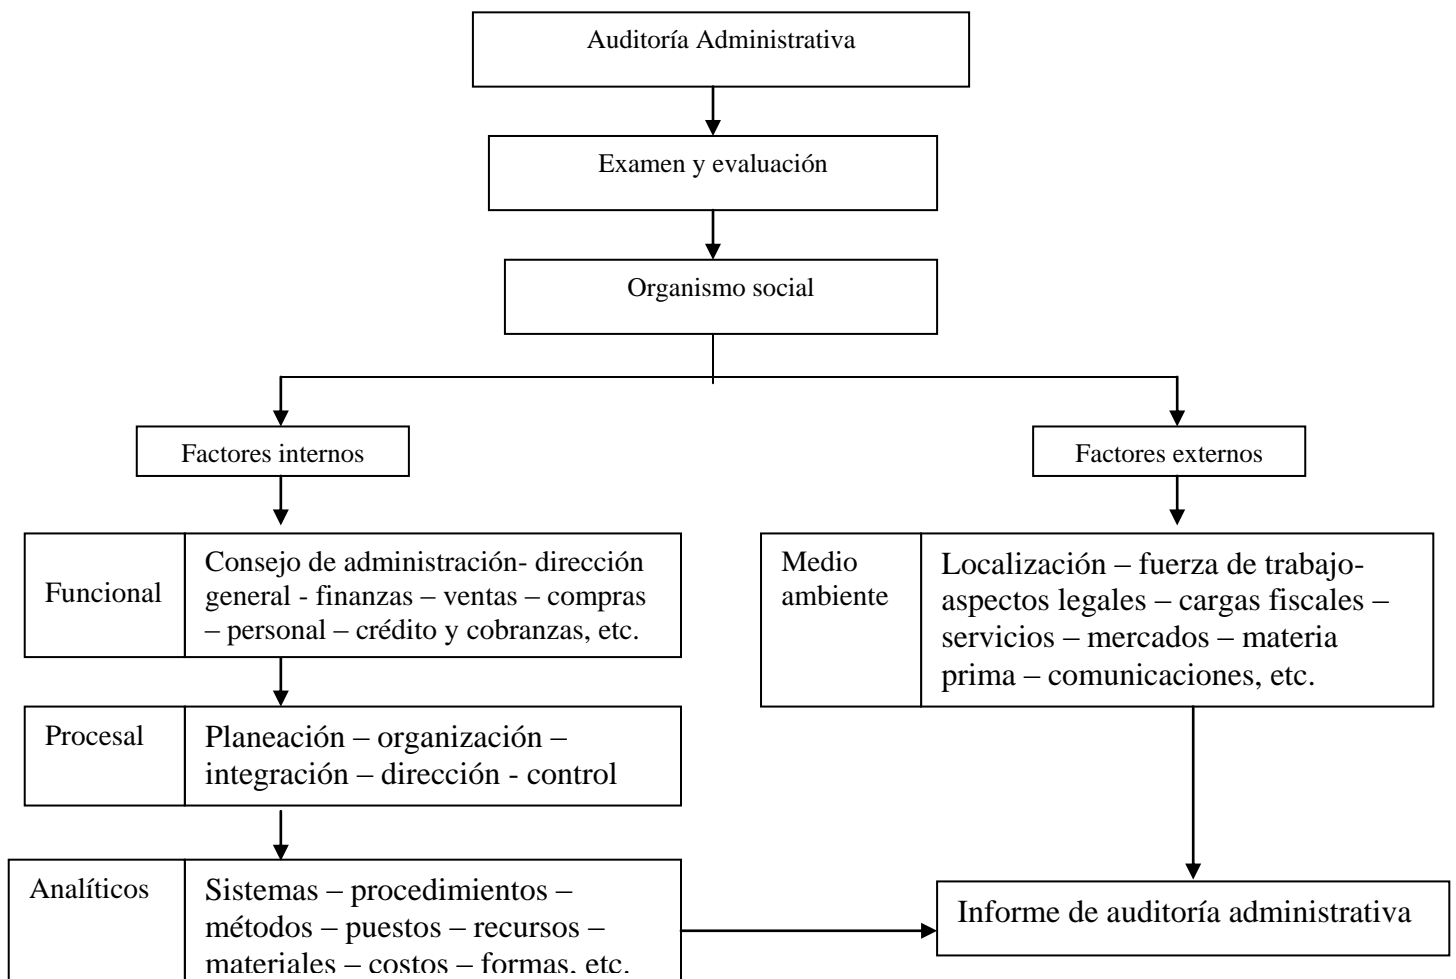 Auditoría Administrativa
Examen y evaluación
Organismo social
Factores internos
Factores externos
Funcional
Consejo de administración- dirección
general - finanzas – ventas – compras
– personal – crédito y cobranzas, etc.
Medio
ambiente
Localización – fuerza de trabajo-
aspectos legales – cargas fiscales –
servicios – mercados – materia
prima – comunicaciones, etc.
Procesal
Planeación – organización –
integración – dirección - control
Analíticos
Sistemas – procedimientos –
métodos – puestos – recursos –
materiales – costos – formas, etc.
Informe de auditoría administrativa